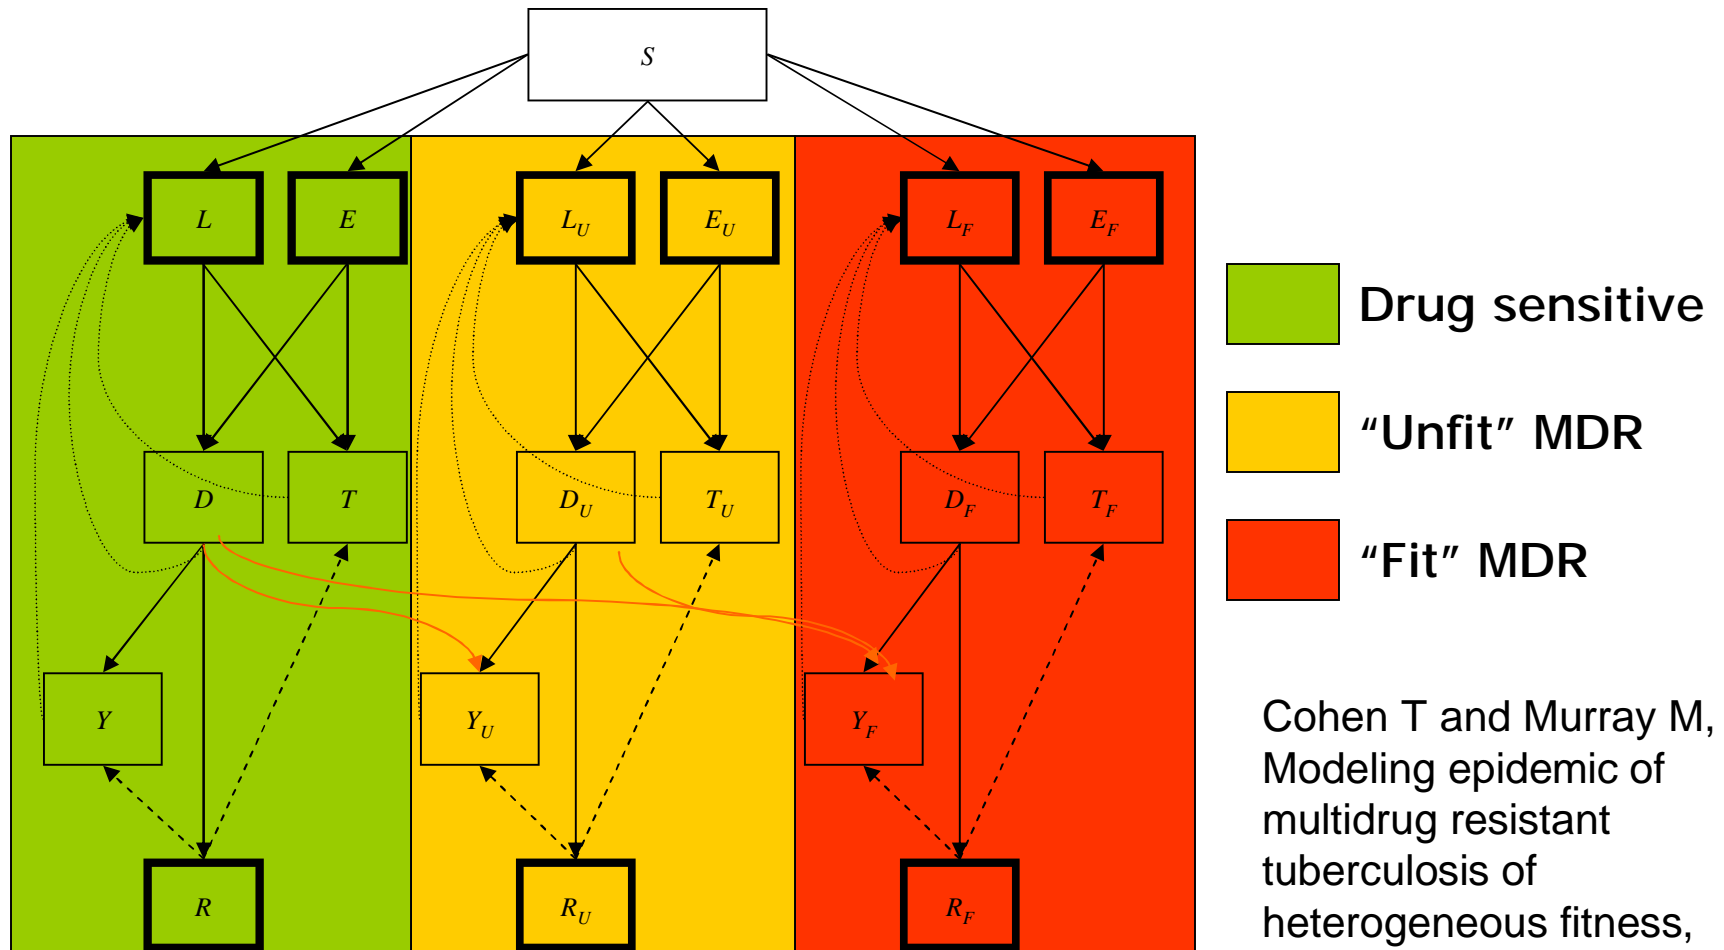 S
L E L_U E_U L_F E_F
D T D_U T_U D_F T_F
Y Y_U Y_F
R R_U R_F
Drug sensitive
“Unfit” MDR
“Fit” MDR
Cohen T and Murray M,
Modeling epidemic of
multidrug resistant
tuberculosis of
heterogeneous fitness,